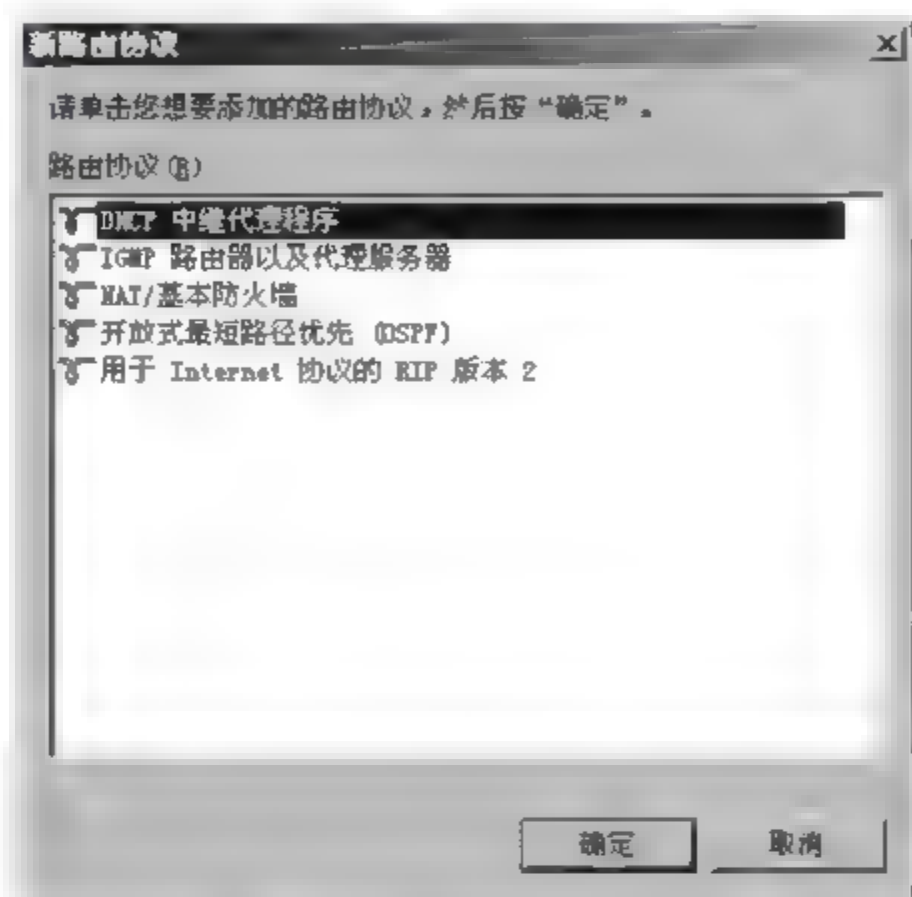 新路由协议
请单击您想要添加的路由协议，然后按“确定”。
路由协议(R)
DHCP 中继代理程序
IGMP 路由器以及代理服务器
NAT/基本防火墙
开放式最短路径优先 (OSPF)
用于 Internet 协议的 RIP 版本 2
确定
取消